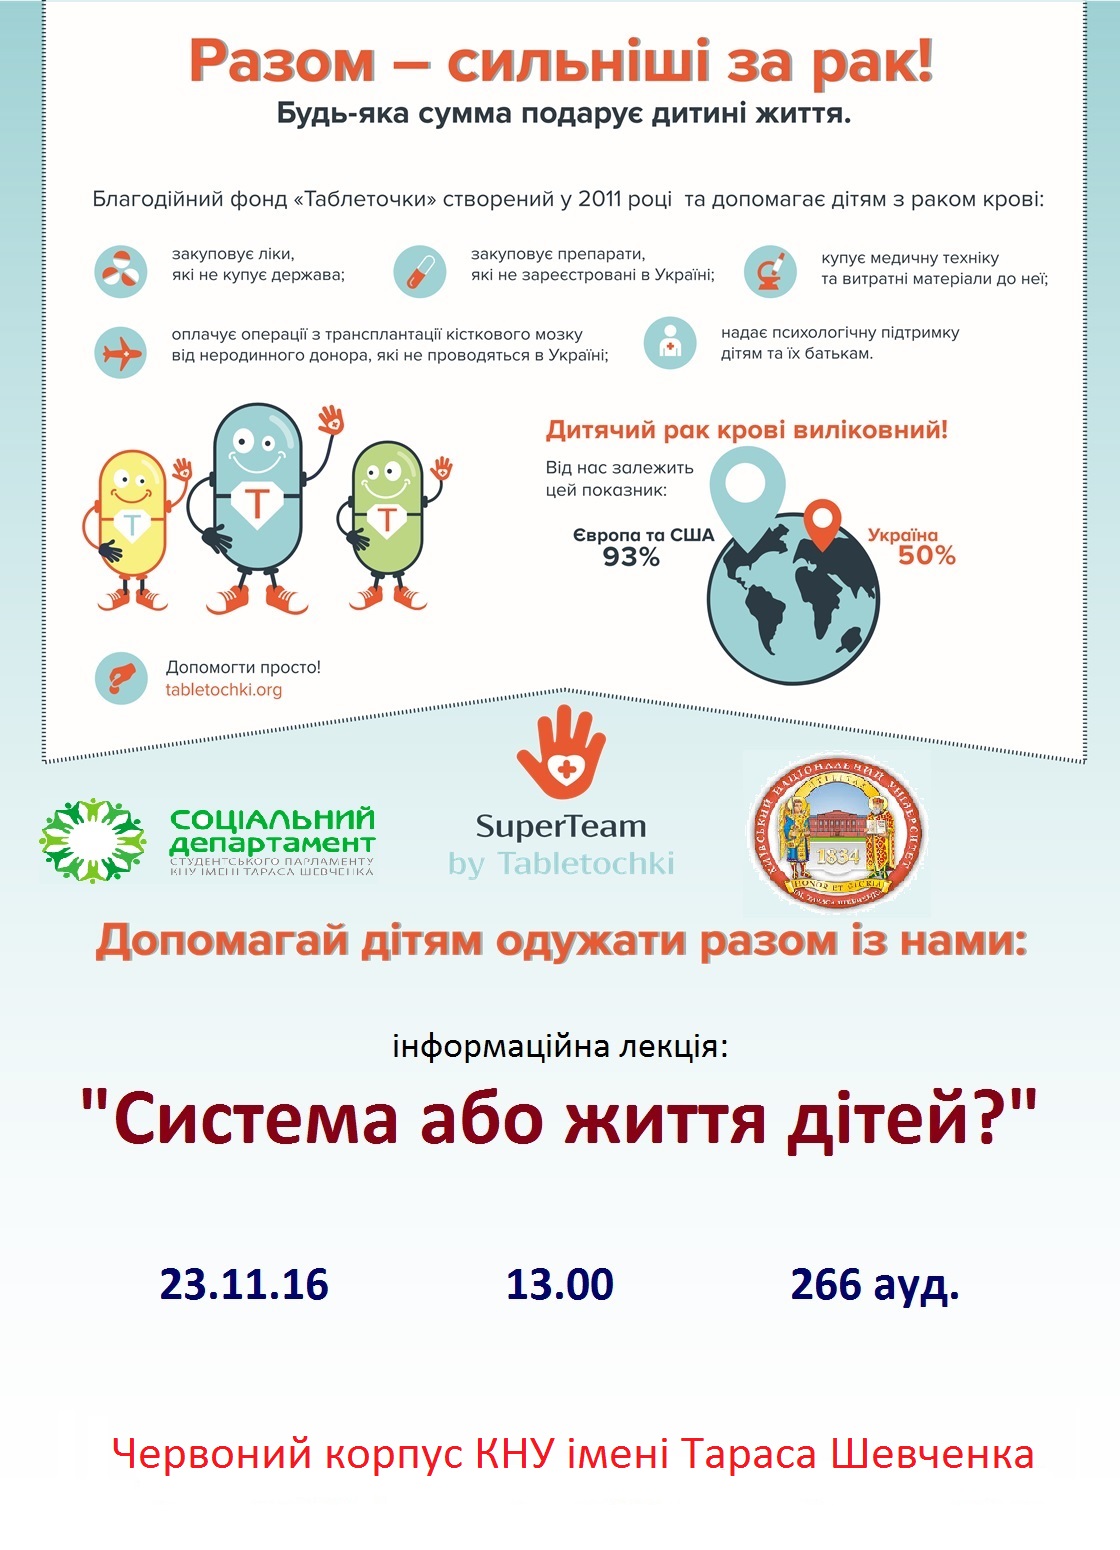 Разом – сильніші за рак!
Будь-яка сумма подарує дитині життя.
Благодійний фонд «Таблеточки» створений у 2011 році та допомагає дітям з раком крові:
закуповує ліки,
які не купує держава;
закуповує препарати,
які не зареєстровані в Україні;
купує медичну техніку
та витратні матеріали до неї;
оплачує операції з трансплантації кісткового мозку
від неродинного донора, які не проводяться в Україні;
надає психологічну підтримку
дітям та їх батькам.
Т
Т
Т
Дитячий рак крові виліковний!
Від нас залежить
цей показник:
Європа та США
93%
Україна
50%
Допомогти просто!
tabletochki.org
СОЦІАЛЬНИЙ
департамент
СТУДЕНТСЬКОГО ПАРЛАМЕНТУ
КНУ ІМЕНІ ТАРАСА ШЕВЧЕНКА
SuperTeam
by Tabletochki
КИЇВСЬКИЙ НАЦІОНАЛЬНИЙ УНІВЕРСИТЕТ
UTILITAS
1834
HONOR ET GLORIA
ІМ. ТАРАСА ШЕВЧЕНКА
Допомагай дітям одужати разом із нами:
інформаційна лекція:
"Система або життя дітей?"
23.11.16 13.00 266 ауд.
Червоний корпус КНУ імені Тараса Шевченка